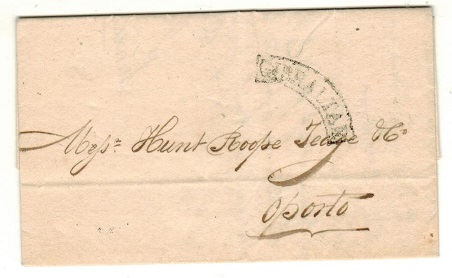 GIBRALTAR
Messrs Hunt Roope Teage & Co
Oporto